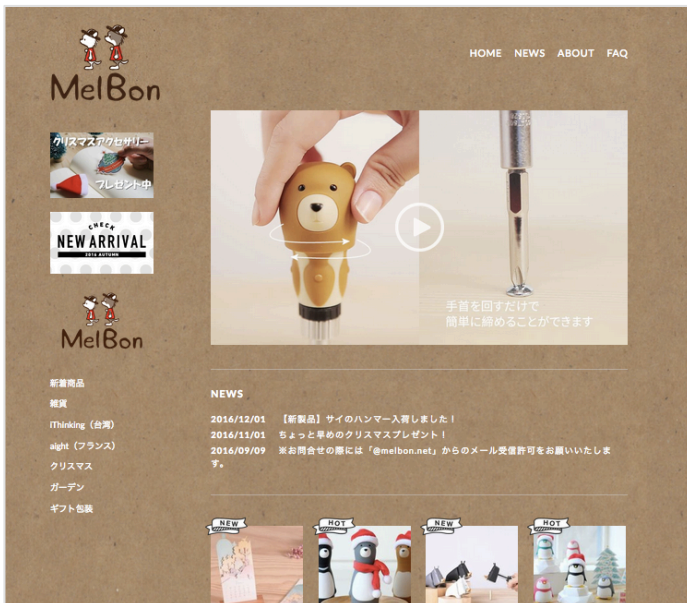 MelBon
HOME NEWS ABOUT FAQ
クリスマスアクセサリー
プレゼント中
CHECK
NEW ARRIVAL
2016 AUTUMN
MelBon
手首を回すだけで
簡単に締めることができます
新着商品
雑貨
iThinking（台湾）
aight（フランス）
クリスマス
ガーデン
ギフト包装
NEWS
2016/12/01 【新製品】サイのハンマー入荷しました！
2016/11/01 ちょっと早めのクリスマスプレゼント！
2016/09/09 ※お問合せの際には「@melbon.net」からのメール受信許可をお願いいたしま
す。
NEW HOT NEW HOT